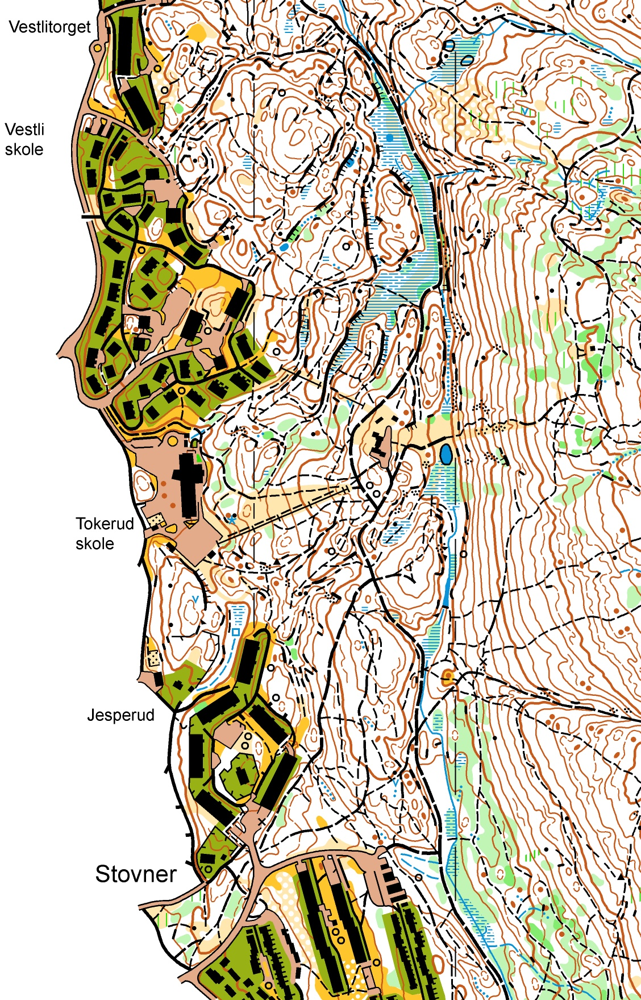 Vestlitorget
Vestli
skole
Tokerud
skole
Jesperud
Stovner